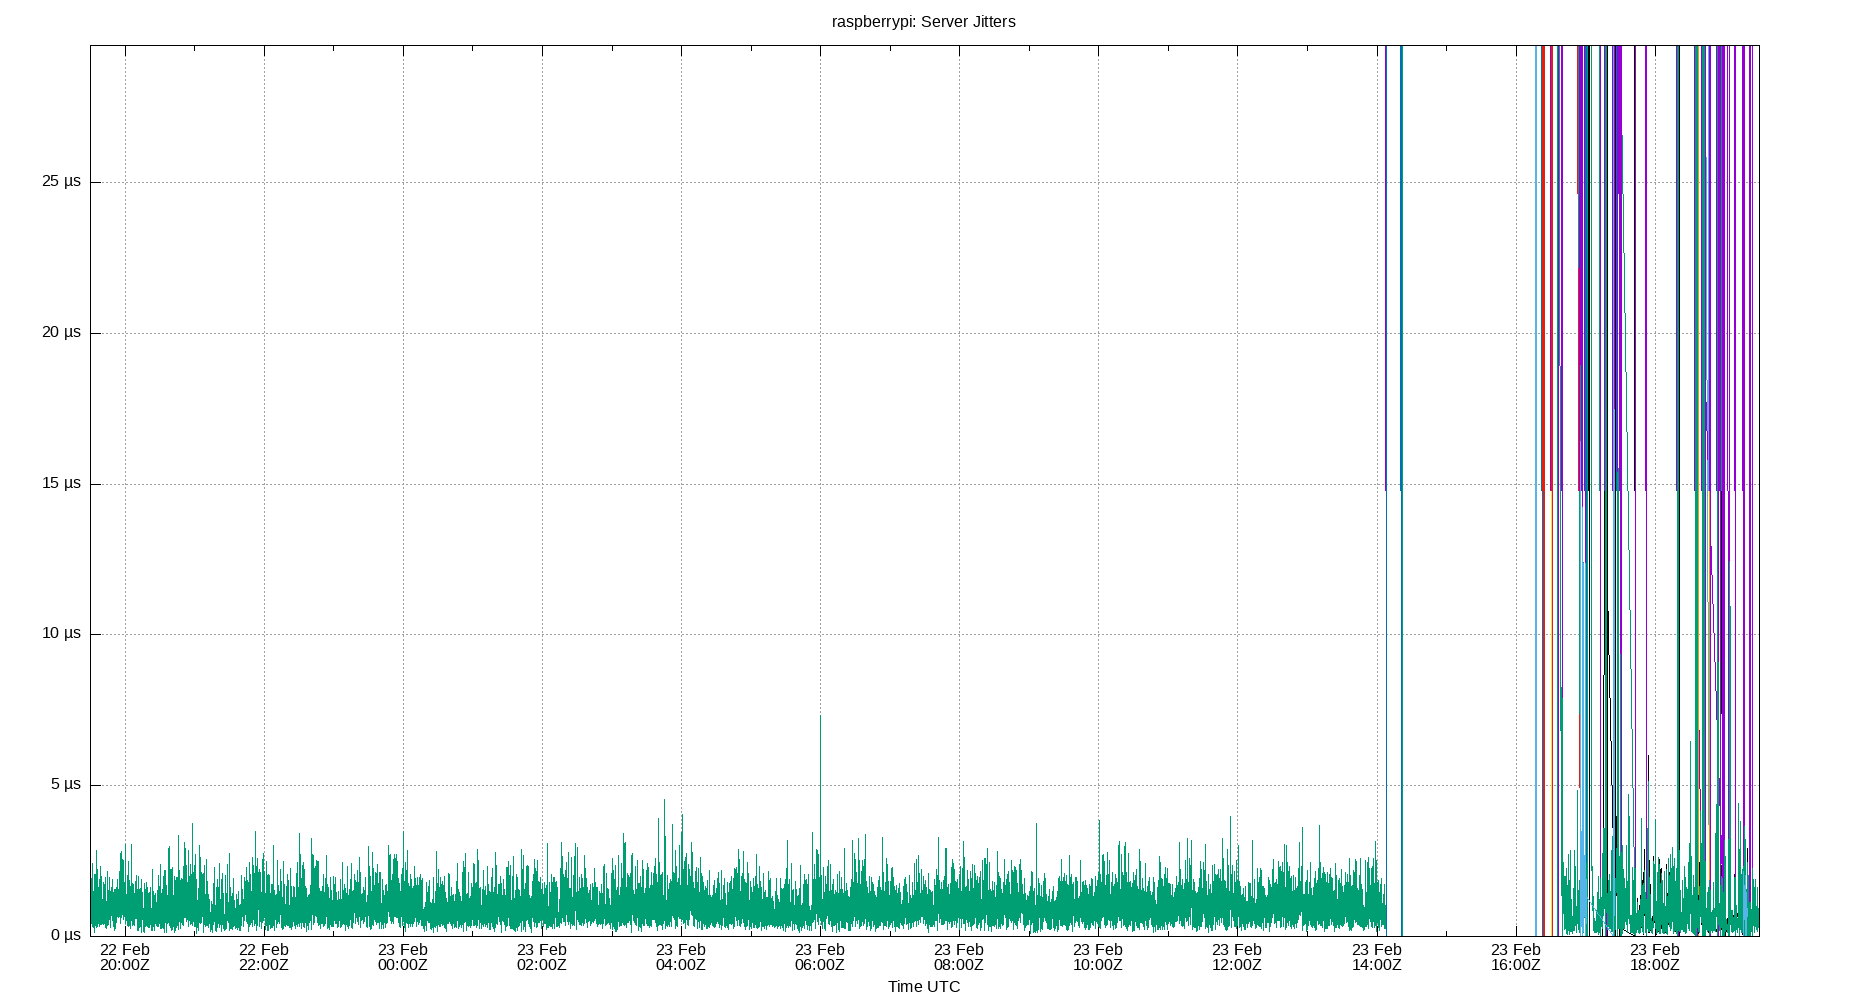 raspberrypi: Server Jitters
25 µs
20 µs
15 µs
10 µs
5 µs
0 µs
22 Feb 22 Feb 23 Feb 23 Feb 23 Feb 23 Feb 23 Feb 23 Feb 23 Feb 23 Feb 23 Feb 23 Feb
20:00Z 22:00Z 00:00Z 02:00Z 04:00Z 06:00Z 08:00Z 10:00Z 12:00Z 14:00Z 16:00Z 18:00Z
Time UTC